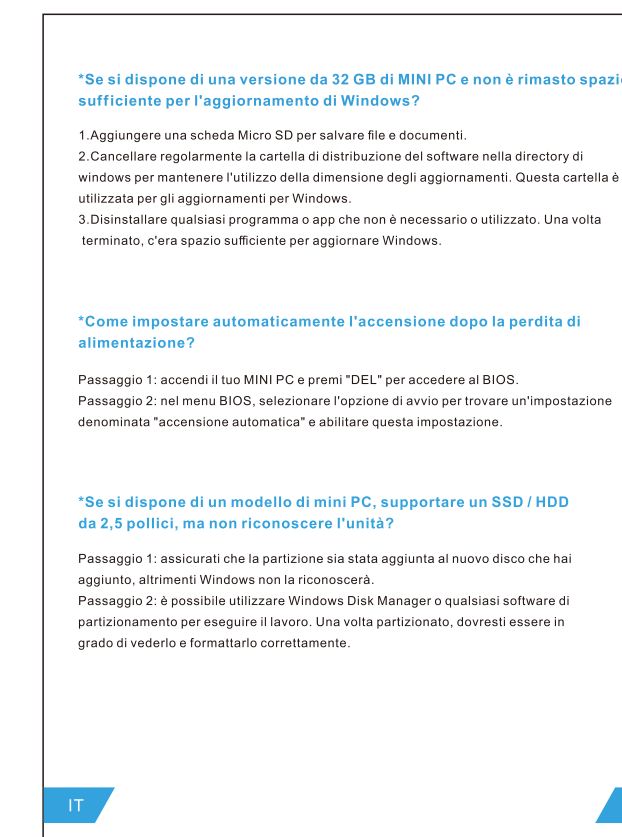 *Se si dispone di una versione da 32 GB di MINI PC e non è rimasto spazio
sufficiente per l'aggiornamento di Windows?
1.Aggiungere una scheda Micro SD per salvare file e documenti.
2.Cancellare regolarmente la cartella di distribuzione del software nella directory di
windows per mantenere l'utilizzo della dimensione degli aggiornamenti. Questa cartella è
utilizzata per gli aggiornamenti per Windows.
3.Disinstallare qualsiasi programma o app che non è necessario o utilizzato. Una volta
terminato, c'era spazio sufficiente per aggiornare Windows.
*Come impostare automaticamente l'accensione dopo la perdita di
alimentazione?
Passaggio 1: accendi il tuo MINI PC e premi "DEL" per accedere al BIOS.
Passaggio 2: nel menu BIOS, selezionare l'opzione di avvio per trovare un'impostazione
denominata "accensione automatica" e abilitare questa impostazione.
*Se si dispone di un modello di mini PC, supportare un SSD / HDD
da 2,5 pollici, ma non riconoscere l'unità?
Passaggio 1: assicurati che la partizione sia stata aggiunta al nuovo disco che hai
aggiunto, altrimenti Windows non la riconoscerà.
Passaggio 2: è possibile utilizzare Windows Disk Manager o qualsiasi software di
partizionamento per eseguire il lavoro. Una volta partizionato, dovresti essere in
grado di vederlo e formattarlo correttamente.
IT